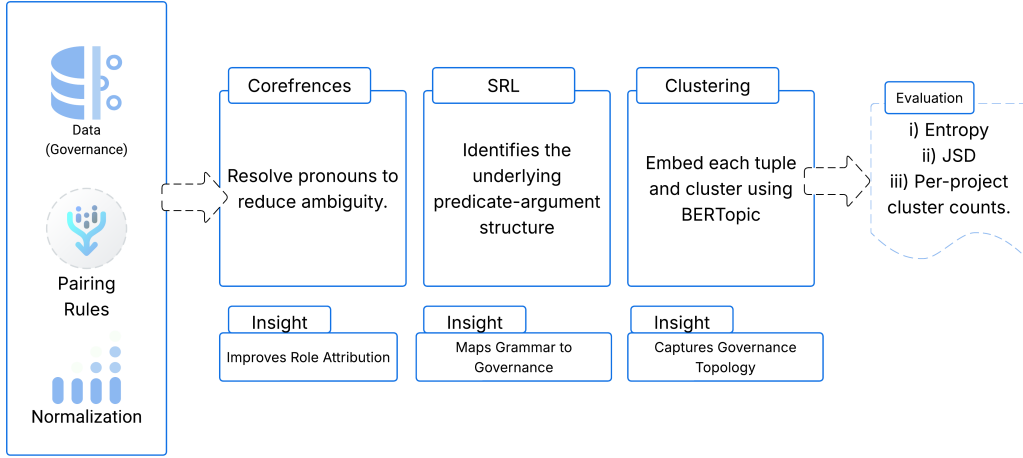 Data
(Governance)
Pairing
Rules
Normalization
Corefrences
Resolve pronouns to
reduce ambiguity.
Insight
Improves Role Attribution
SRL
Identifies the
underlying
predicate-argument
structure
Insight
Maps Grammar to
Governance
Clustering
Embed each tuple
and cluster using
BERTopic
Insight
Captures Governance
Topology
Evaluation
i) Entropy
ii) JSD
iii) Per-project
cluster counts.